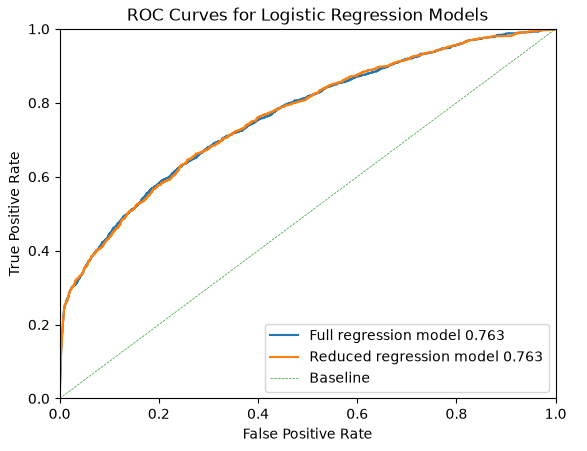 ROC Curves for Logistic Regression Models
1.0
0.8
0.6
0.4
0.2
0.0
True Positive Rate
Full regression model 0.763
Reduced regression model 0.763
Baseline
0.0 0.2 0.4 0.6 0.8 1.0
False Positive Rate